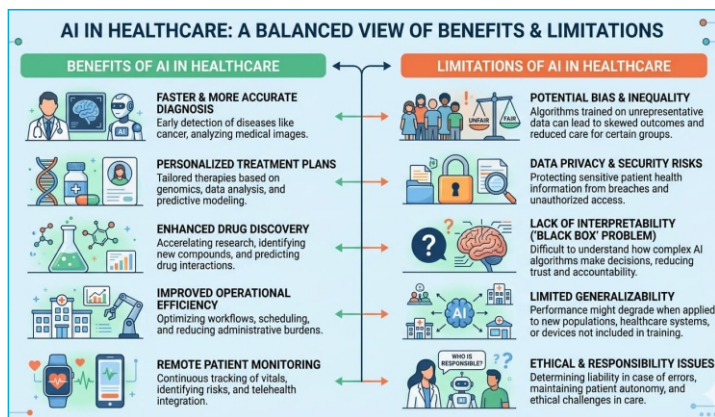 AI IN HEALTHCARE: A BALANCED VIEW OF BENEFITS & LIMITATIONS
BENEFITS OF AI IN HEALTHCARE
FASTER & MORE ACCURATE
DIAGNOSIS
Early detection of diseases like
cancer, analyzing medical images.
AI
PERSONALIZED TREATMENT PLANS
Tailored therapies based on
genomics, data analysis, and
predictive modeling.
ENHANCED DRUG DISCOVERY
Accerelating research, identifying
new compounds, and predicting
drug interactions.
IMPROVED OPERATIONAL
EFFICIENCY
Optimizing workflows, scheduling,
and reducing administrative burdens.
REMOTE PATIENT MONITORING
Continuous tracking of vitals,
identifying risks, and telehealth
integration.
LIMITATIONS OF AI IN HEALTHCARE
!
UNFAIR
FAIR
POTENTIAL BIAS & INEQUALITY
Algorithms trained on
unrepresentative data can lead to
skewed outcomes and
reduced care for certain groups.
DATA PRIVACY & SECURITY RISKS
Protecting sensitive patient health
information from breaches and
unauthorized access.
?
?
LACK OF INTERPRETABILITY
('BLACK BOX' PROBLEM)
Difficult to understand how complex AI
algorithms make decisions, reducing
trust and accountability.
AI
LIMITED GENERALIZABILITY
Performance might degrade when applied
to new populations, healthcare systems,
or devices not included in training.
WHO IS
RESPONSIBLE?
??
ETHICAL & RESPONSIBILITY ISSUES
Determining liability in case of errors,
maintaining patient autonomy, and
ethical challenges in care.